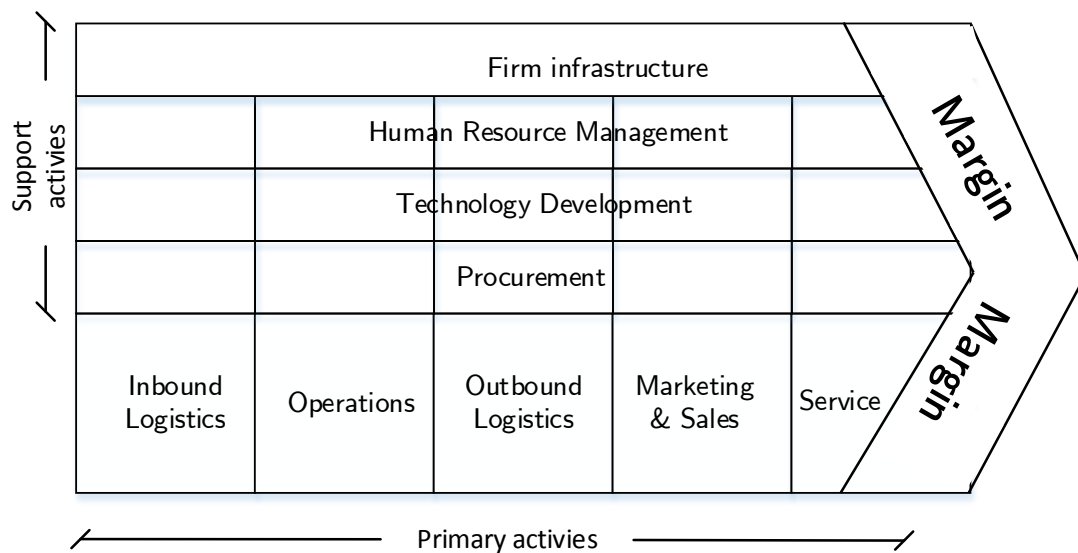 Firm infrastructure
Human Resource Management
Technology Development
Procurement
Support
activies
Inbound
Logistics
Operations
Outbound
Logistics
Marketing
& Sales
Service
Margin
Margin
Primary activies